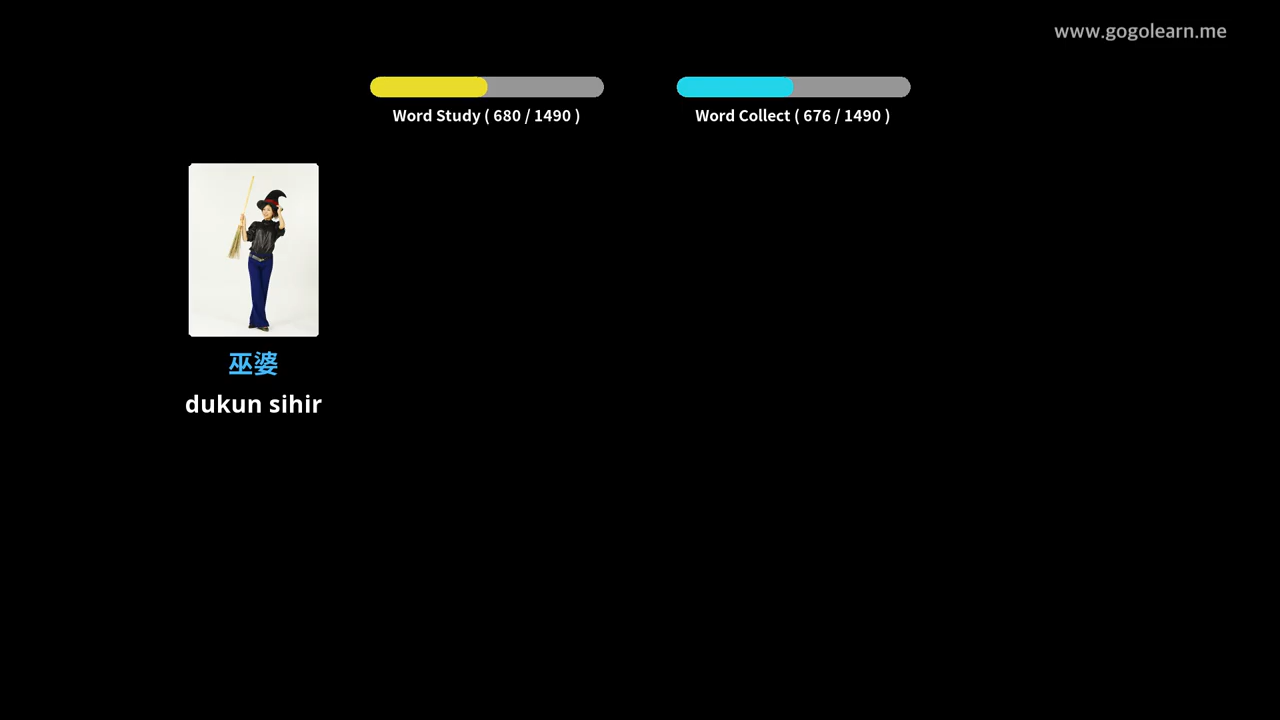 www.gogolearn.me
Word Study ( 680 / 1490 )
Word Collect ( 676 / 1490 )
巫婆
dukun sihir